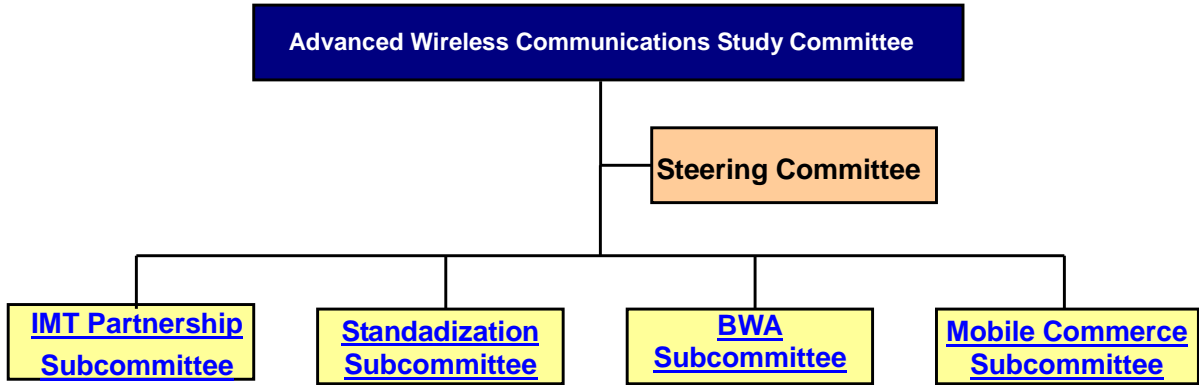 Advanced Wireless Communications Study Committee
Steering Committee
IMT Partnership
Subcommittee
Standadization
Subcommittee
BWA
Subcommittee
Mobile Commerce
Subcommittee